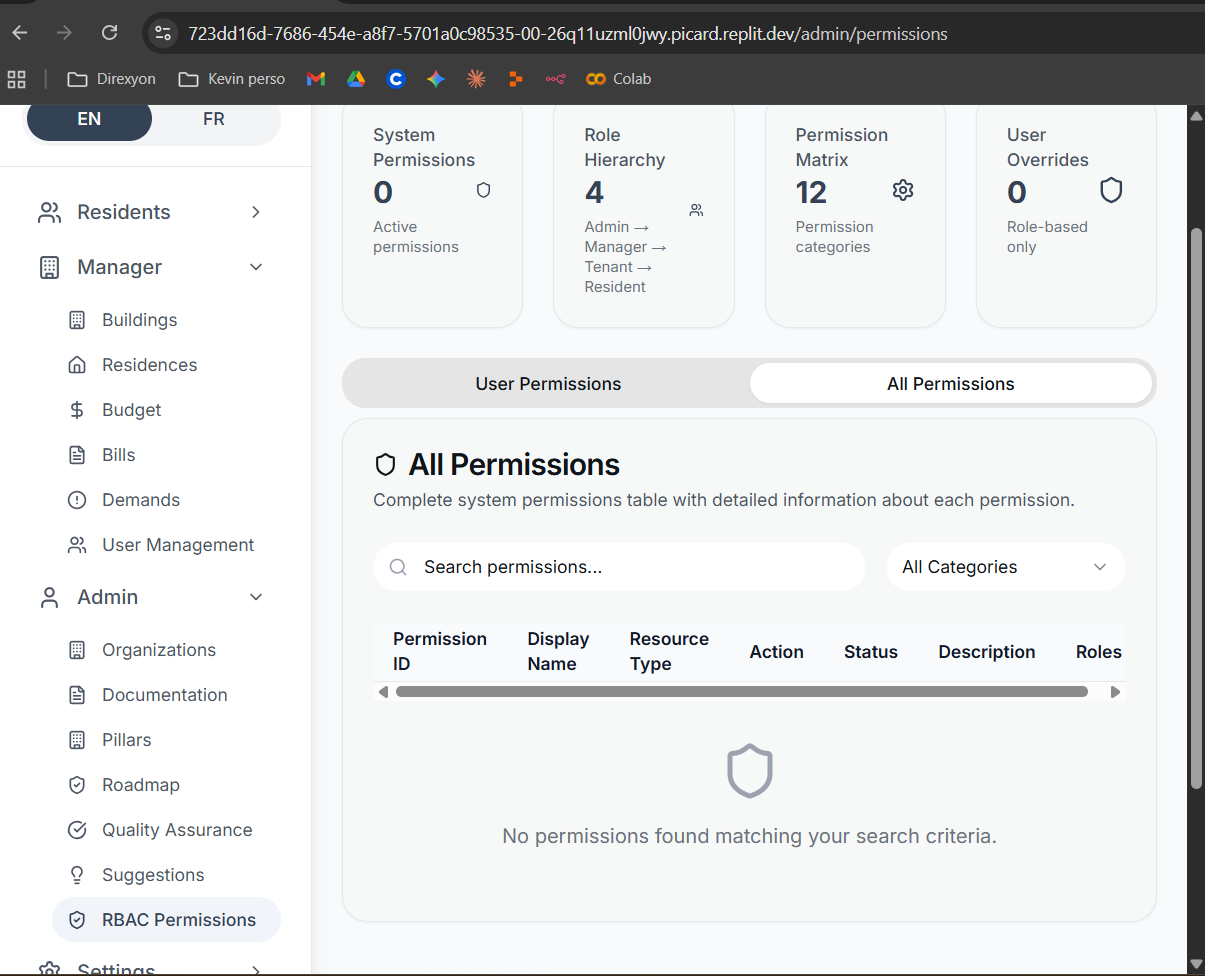 723dd16d-7686-454e-a8f7-5701a0c98535-00-26q11uzml0jwy.picard.replit.dev/admin/permissions
Direxyon
Kevin perso
Colab
EN
FR
Residents
Manager
Buildings
Residences
Budget
Bills
Demands
User Management
Admin
Organizations
Documentation
Pillars
Roadmap
Quality Assurance
Suggestions
RBAC Permissions
Settings
System
Permissions
0
Active
permissions
Role
Hierarchy
4
Admin →
Manager →
Tenant →
Resident
Permission
Matrix
12
Permission
categories
User
Overrides
0
Role-based
only
User Permissions
All Permissions
All Permissions
Complete system permissions table with detailed information about each permission.
Search permissions...
All Categories
Permission
ID
Display
Name
Resource
Type
Action
Status
Description
Roles
No permissions found matching your search criteria.